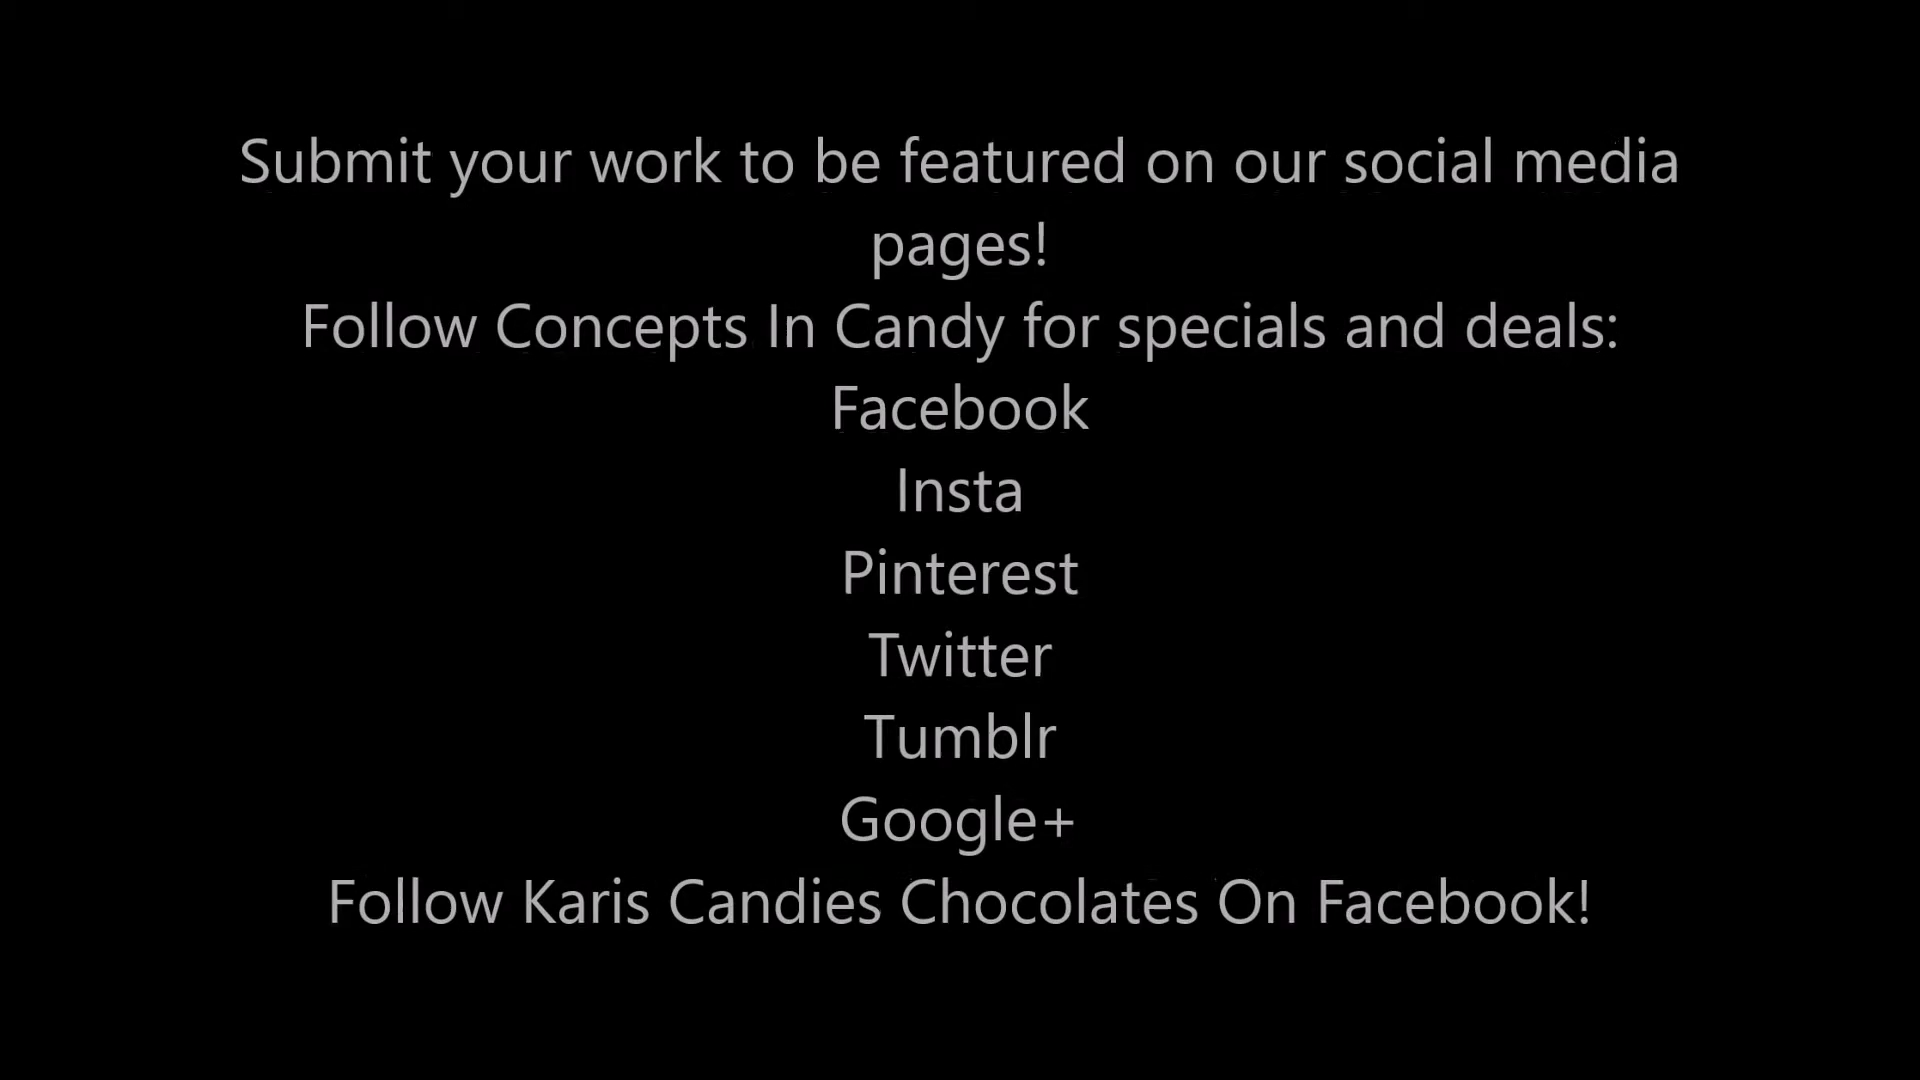 Submit your work to be featured on our social media
pages!
Follow Concepts In Candy for specials and deals:
Facebook
Insta
Pinterest
Twitter
Tumblr
Google+
Follow Karis Candies Chocolates On Facebook!